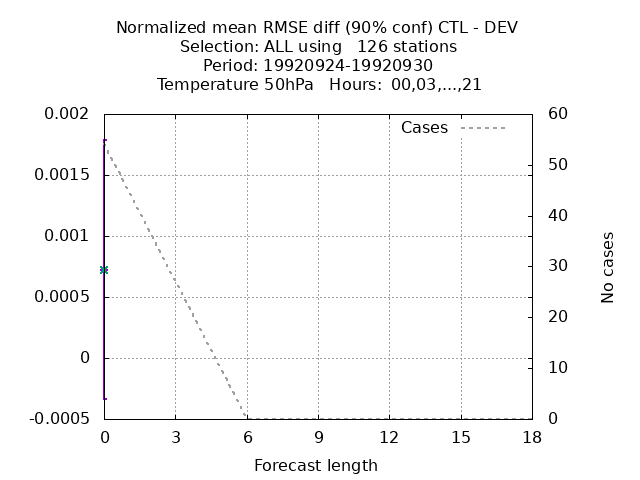 Normalized mean RMSE diff (90% conf) CTL - DEV
Selection: ALL using   126 stations
Period: 19920924-19920930
Temperature 50hPa   Hours:  00,03,...,21
Cases
0.002
0.0015
0.001
0.0005
0
-0.0005
60
50
40
30
20
10
0
No cases
0 3 6 9 12 15 18
Forecast length